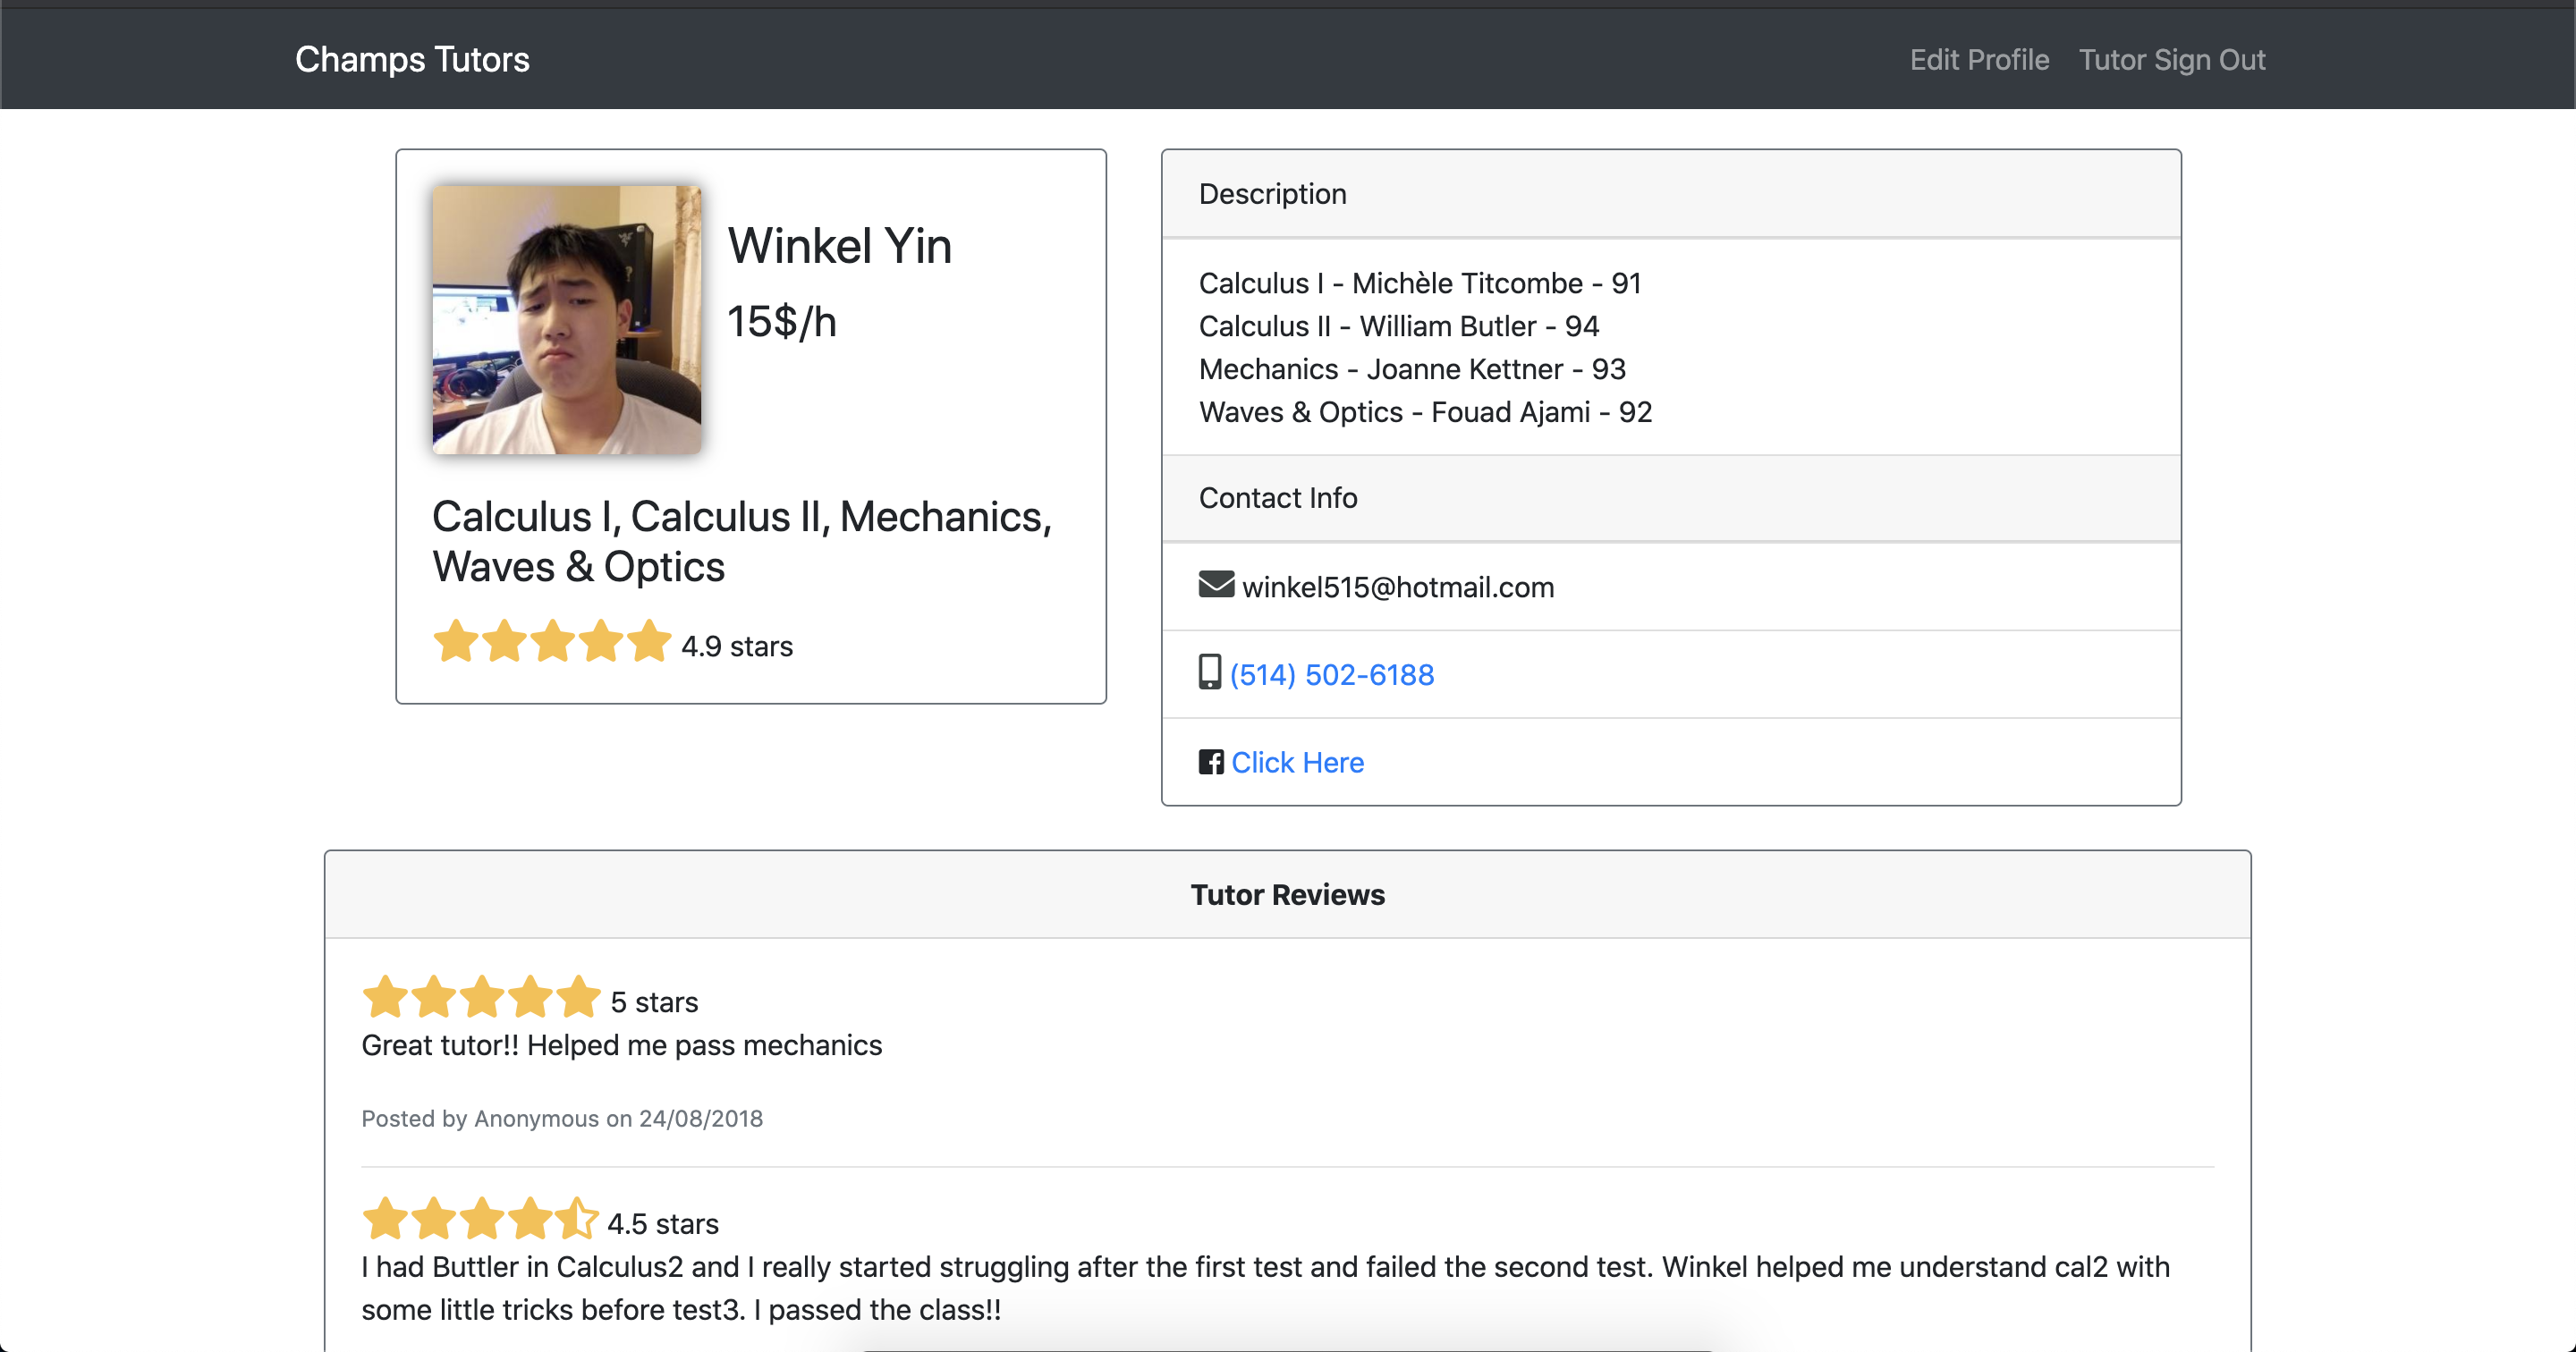 Champs Tutors
Edit Profile
Tutor Sign Out
Winkel Yin
15$/h
Calculus I, Calculus II, Mechanics,
Waves & Optics
4.9 stars
Description
Calculus I - Michèle Titcombe - 91
Calculus II - William Butler - 94
Mechanics - Joanne Kettner - 93
Waves & Optics - Fouad Ajami - 92
Contact Info
winkel515@hotmail.com
(514) 502-6188
Click Here
Tutor Reviews
5 stars
Great tutor!! Helped me pass mechanics
Posted by Anonymous on 24/08/2018
4.5 stars
I had Buttler in Calculus2 and I really started struggling after the first test and failed the second test. Winkel helped me understand cal2 with
some little tricks before test3. I passed the class!!